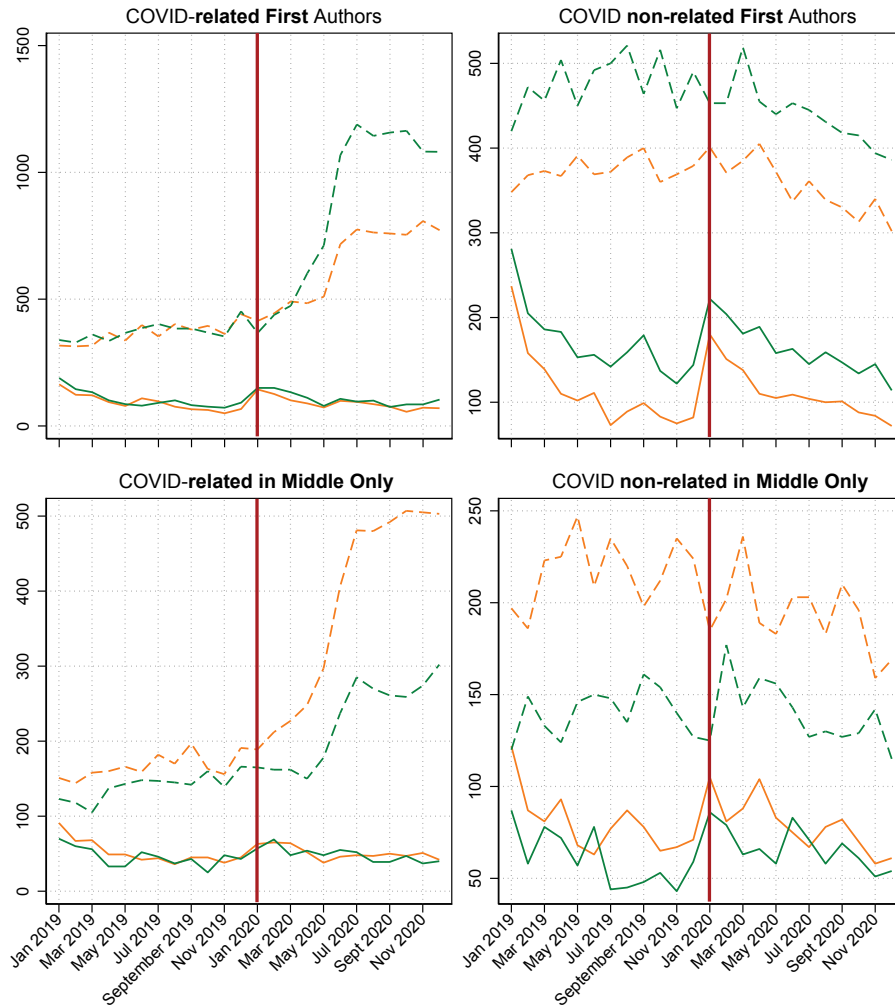 COVID-related First Authors
COVID non-related First Authors
1500
1000
500
0
500
400
300
200
100
COVID-related in Middle Only
COVID non-related in Middle Only
500
400
300
200
100
0
250
200
150
100
50
Jan 2019
Mar 2019
May 2019
Jul 2019
September 2019
Nov 2019
Jan 2020
Mar 2020
May 2020
Jul 2020
Sept 2020
Nov 2020
Jan 2019
Mar 2019
May 2019
Jul 2019
September 2019
Nov 2019
Jan 2020
Mar 2020
May 2020
Jul 2020
Sept 2020
Nov 2020